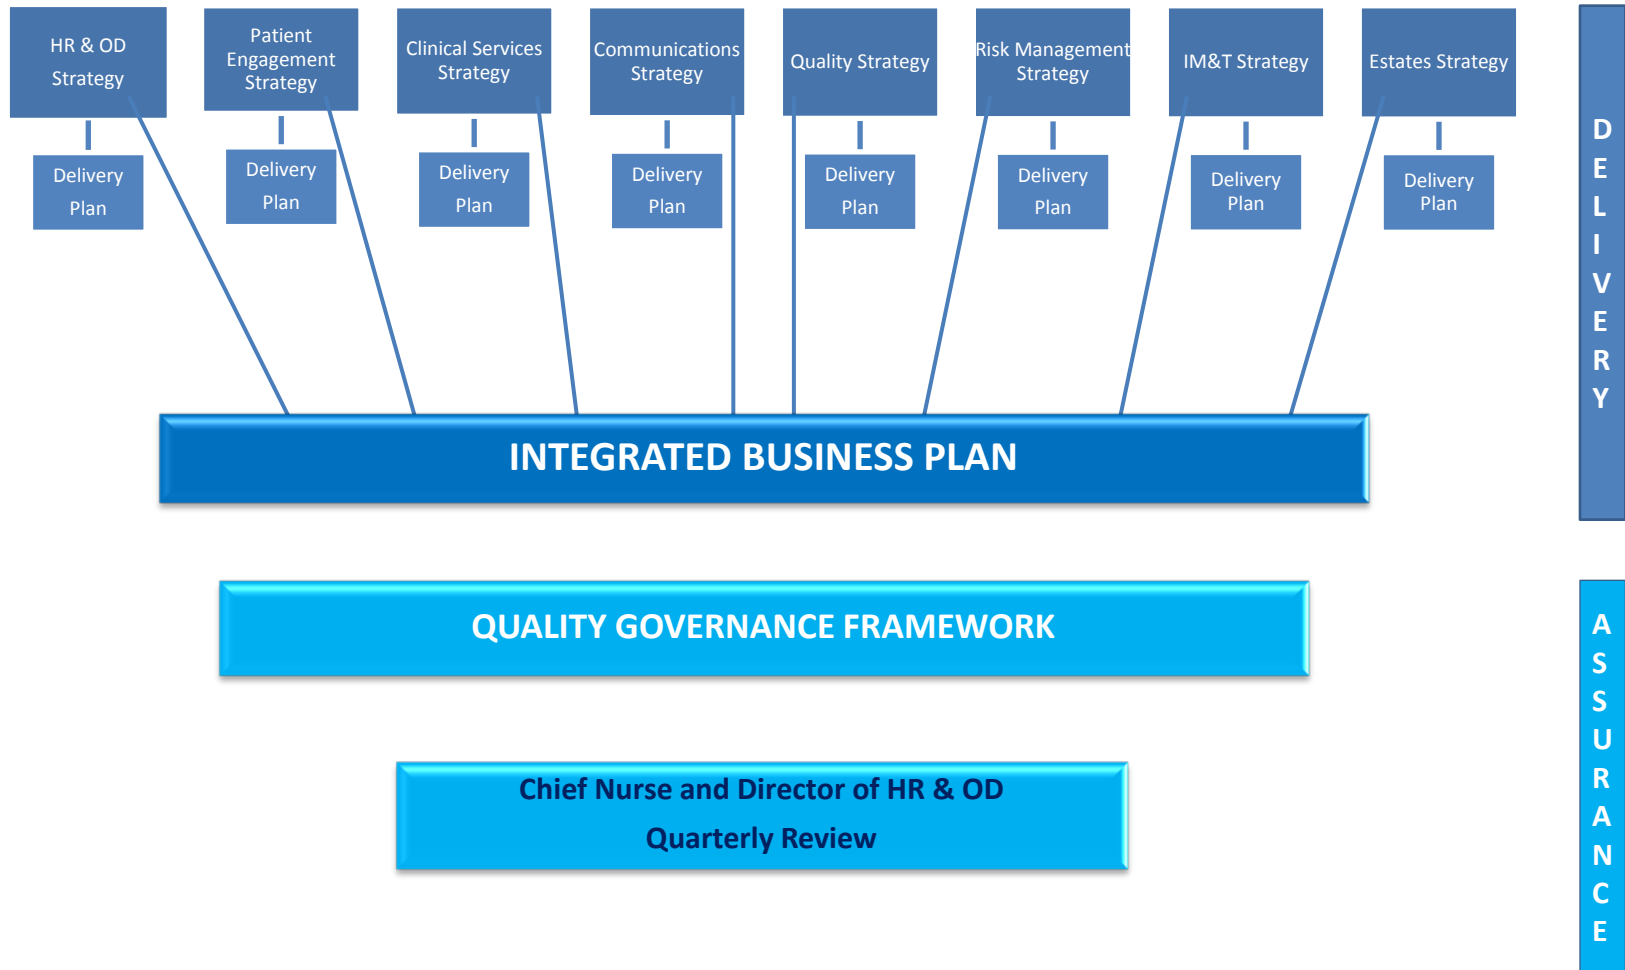 HR & OD
Strategy
Patient
Engagement
Strategy
Clinical Services
Strategy
Communications
Strategy
Quality Strategy
Risk Management
Strategy
IM&T Strategy
Estates Strategy
Delivery
Plan
Delivery
Plan
Delivery
Plan
Delivery
Plan
Delivery
Plan
Delivery
Plan
Delivery
Plan
Delivery
Plan
D
E
L
I
V
E
R
Y
INTEGRATED BUSINESS PLAN
QUALITY GOVERNANCE FRAMEWORK
Chief Nurse and Director of HR & OD
Quarterly Review
A
S
S
U
R
A
N
C
E